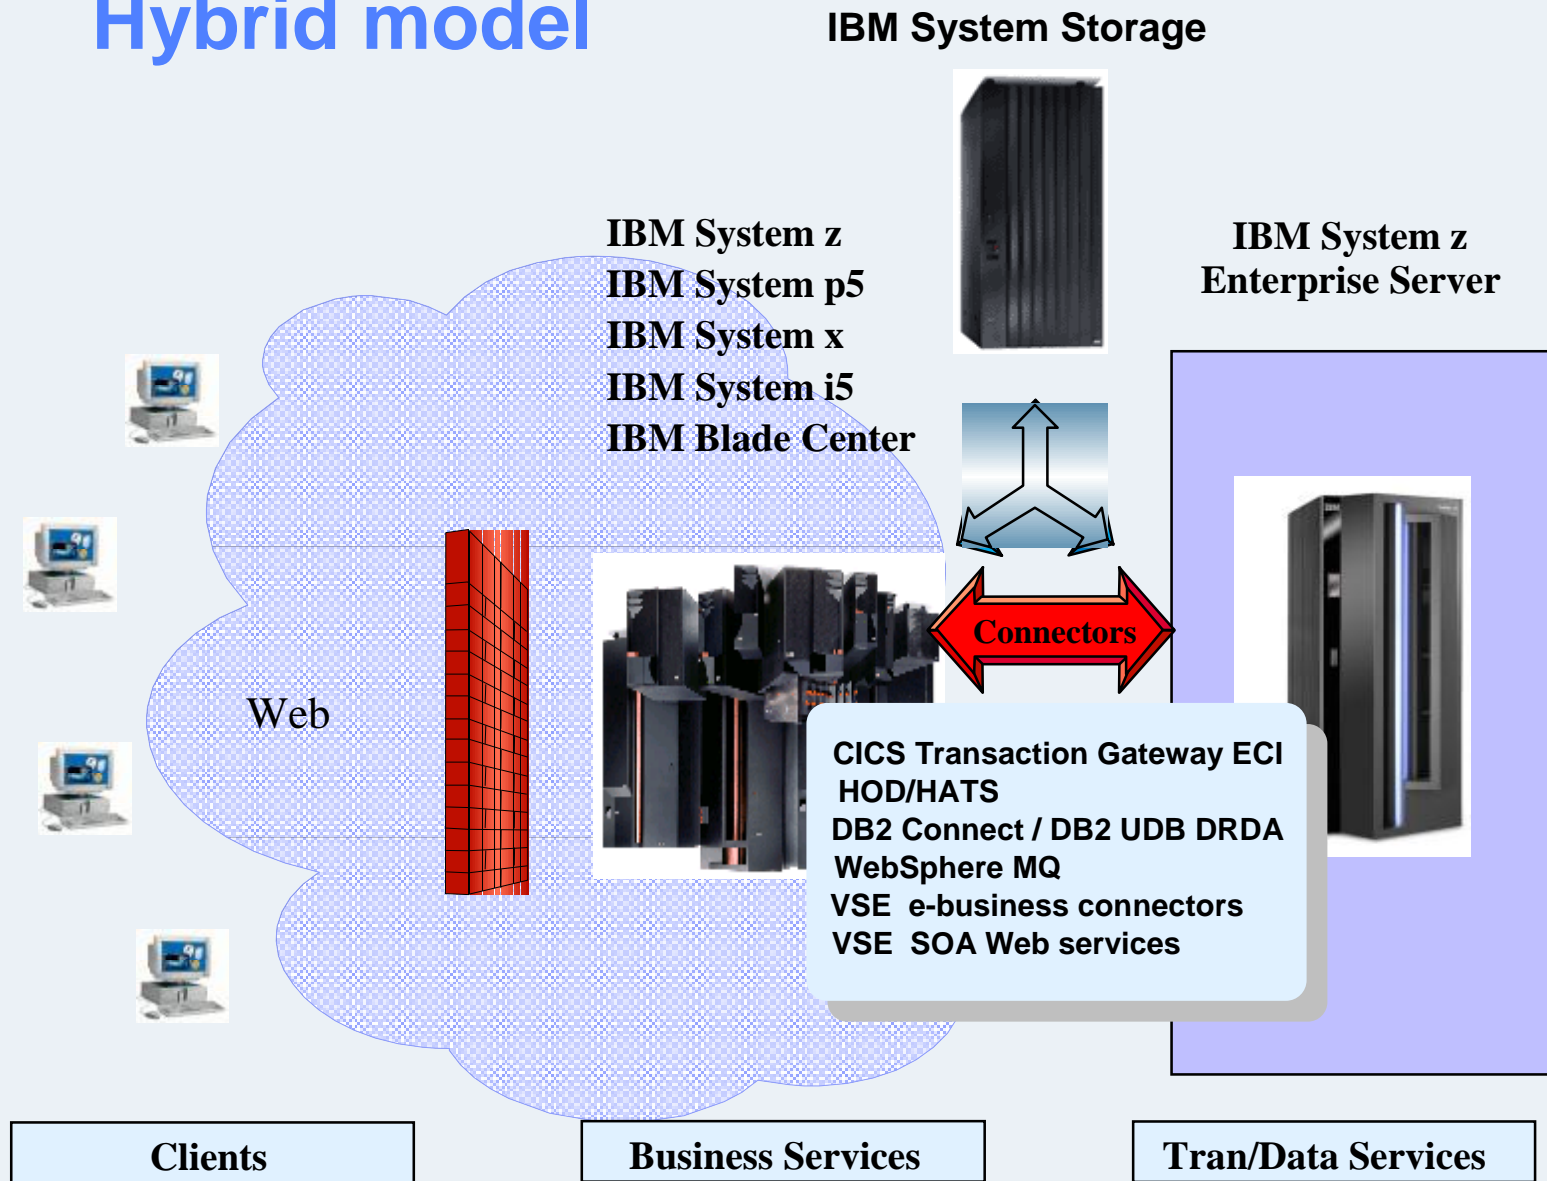 Hybrid model
IBM System Storage
IBM System z
IBM System p5
IBM System x
IBM System i5
IBM Blade Center
IBM System z
Enterprise Server
Connectors
Web
CICS Transaction Gateway ECI
HOD/HATS
DB2 Connect / DB2 UDB DRDA
WebSphere MQ
VSE e-business connectors
VSE SOA Web services
Clients
Business Services
Tran/Data Services